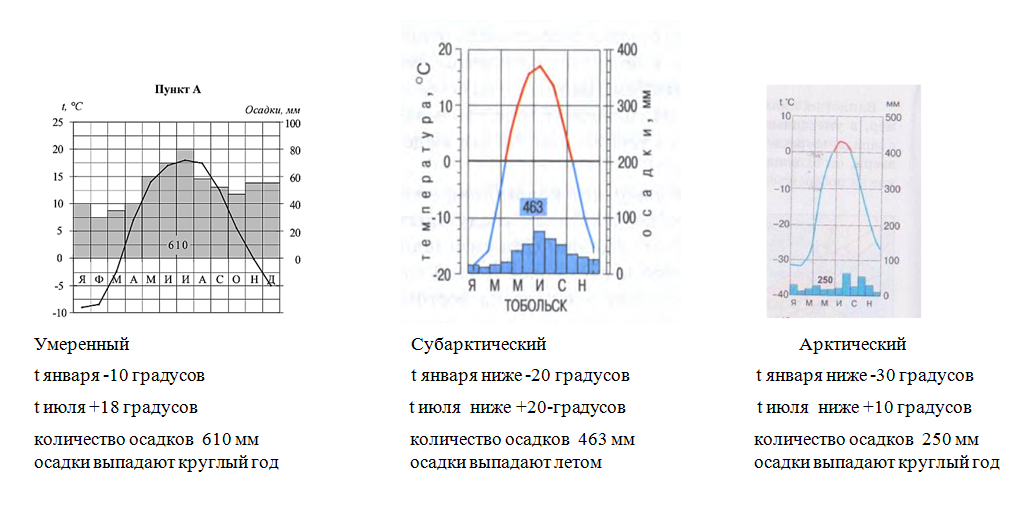 Пункт А
t, °C
Осадки, мм
25
20
15
10
5
0
-5
-10
100
80
60
40
20
0
610
Я Ф М А М И И А С О Н Д
температура, °C
осадки, мм
20
10
0
-10
-20
400
300
200
100
0
463
Я М М И С Н
ТОБОЛЬСК
t °C
мм
10
0
-10
-20
-30
-40
500
400
300
200
100
0
250
Я М М И С Н
Умеренный
t января -10 градусов
t июля +18 градусов
количество осадков 610 мм
осадки выпадают круглый год
Субарктический
t января ниже -20 градусов
t июля ниже +20-градусов
количество осадков 463 мм
осадки выпадают летом
Арктический
t января ниже -30 градусов
t июля ниже +10 градусов
количество осадков 250 мм
осадки выпадают круглый год